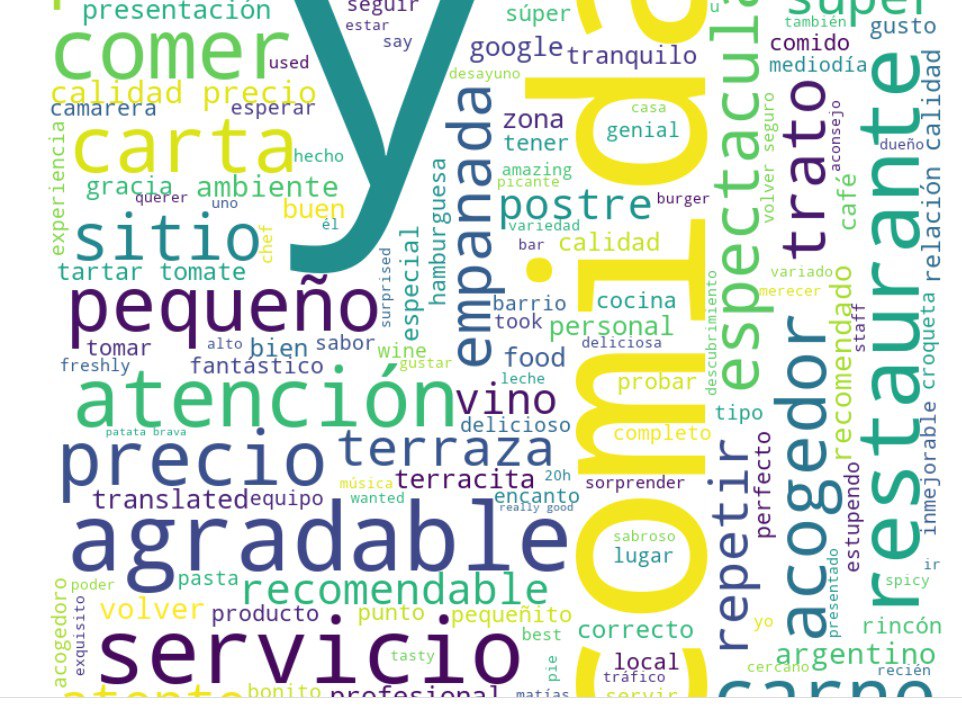 presentación
seguir
súper
u
super
estar
también
gusto
comer
say
google
tranquilo
comido
used
desayuno
mediodía
calidad precio
camarera
esperar
casa
zona
genial
carta
tener
dueño
hecho
amazing
gracia
ambiente
picante
querer
uno
buen
postre
burger
él
variedad
sitio
chef
bar
calidad
tartar tomate
variado
pequeño
merecer
barrio
cocina
took
personal
tomar
alto
bien
sabor
wine
food
deliciosa
freshly
fantástico
gustar
leche
probar
atención
vino
tipo
delicioso
completo
patata brava
precio
terraza
terracita
20h
música
sorprender
translated
equipo
wanted
encanto
really good
agradable
sabroso
lugar
ir
pasta
recomendable
spicy
poder
volver
producto
punto
pequeñito
yo
rincón
servicio
best
correcto
argentino
tasty
local
cercano
recién
tráfico
atento
bonito
profesional
matías
servir
carne
experiencia
acogedoro
exquisito
y
surprised
especial
hamburguesa
empanada
pie
comida
descubrimiento
espectacula
repetir
volver seguro
perfecto
trato
acogedor
aconsejo
presentado
café
recomendado
staff
estupendo
restaurante
relación calidad
croqueta
inmejorable